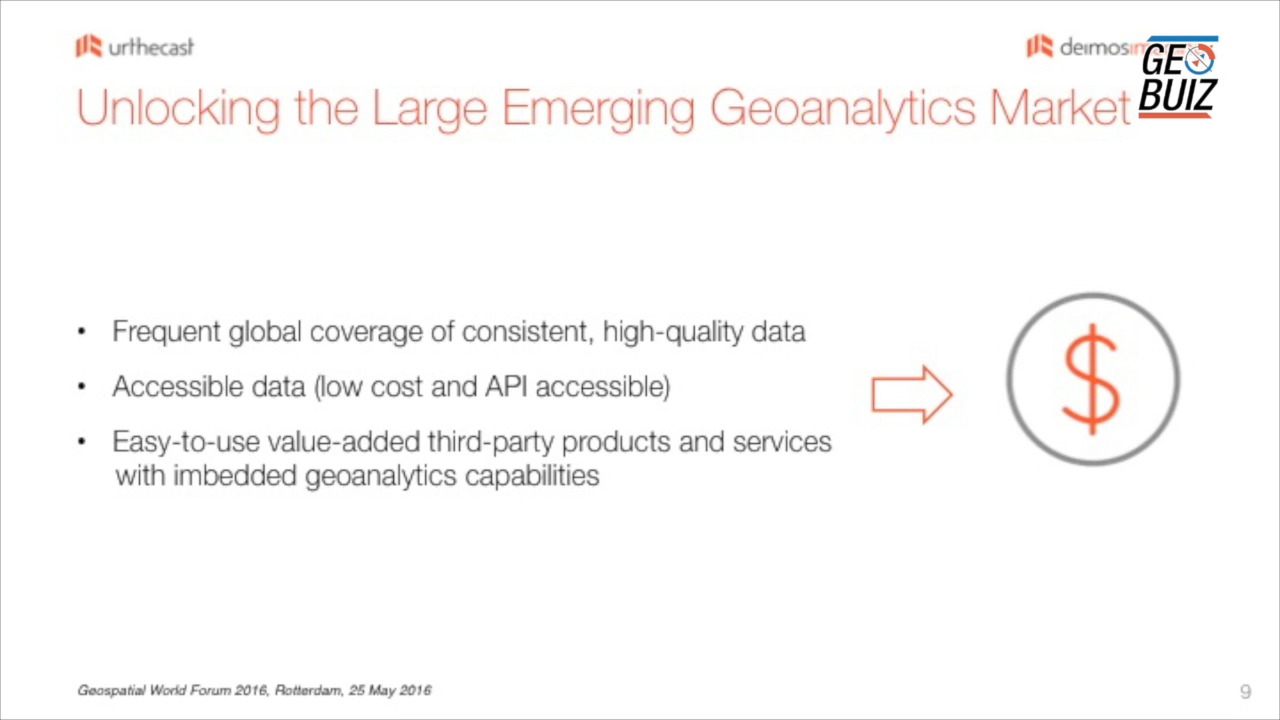 urthecast
GEO
BUIZ
Unlocking the Large Emerging Geoanalytics Market
• Frequent global coverage of consistent, high-quality data
• Accessible data (low cost and API accessible)
• Easy-to-use value-added third-party products and services
with imbedded geoanalytics capabilities
$
Geospatial World Forum 2016, Rotterdam, 25 May 2016
9